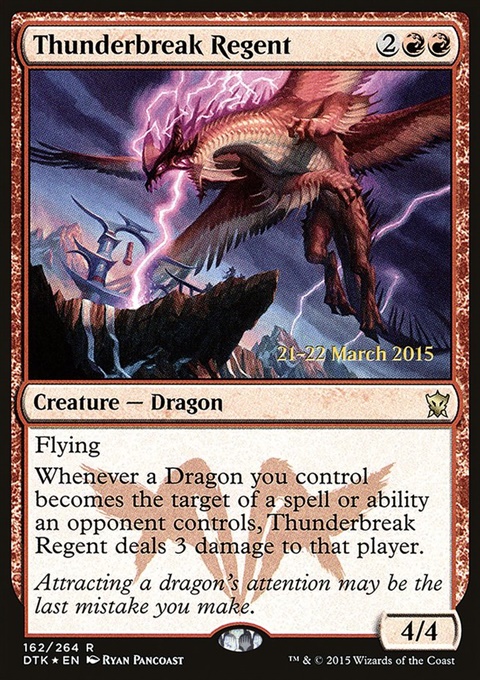 Thunderbreak Regent 2
21-22 March 2015
Creature — Dragon
Flying
Whenever a Dragon you control
becomes the target of a spell or ability
an opponent controls, Thunderbreak
Regent deals 3 damage to that player.
Attracting a dragon's attention may be the
last mistake you make.
4/4
162/264 R
DTK ★ EN Ryan Pancoast
™ & © 2015 Wizards of the Coast